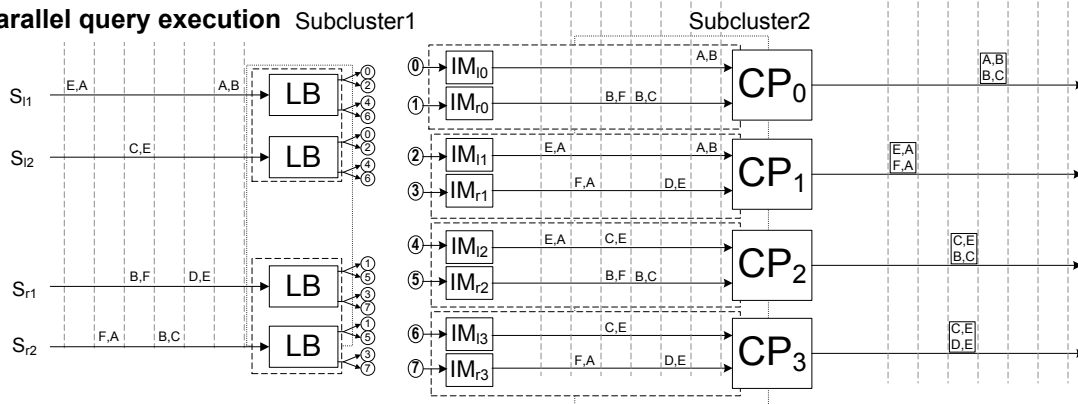 arallel query execution Subcluster1 Subcluster2
S_l1 E,A A,B LB 0 2 4 6
S_l2 C,E LB 0 2 4 6
S_r1 B,F D,E LB 1 5 3 7
S_r2 F,A B,C LB 1 5 3 7
0 IM_l0 A,B
1 IM_r0 B,F B,C
CP_0
A,B
B,C
2 IM_l1 E,A A,B
3 IM_r1 F,A D,E
CP_1
E,A
F,A
4 IM_l2 E,A C,E
5 IM_r2 B,F B,C
CP_2
C,E
B,C
6 IM_l3 C,E
7 IM_r3 F,A D,E
CP_3
C,E
D,E